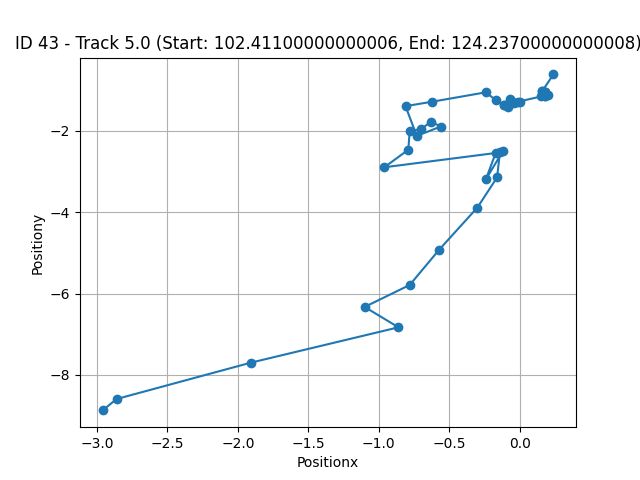 ID 43 - Track 5.0 (Start: 102.41100000000006, End: 124.23700000000008)
Positiony
−2
−4
−6
−8
−3.0 −2.5 −2.0 −1.5 −1.0 −0.5 0.0
Positionx